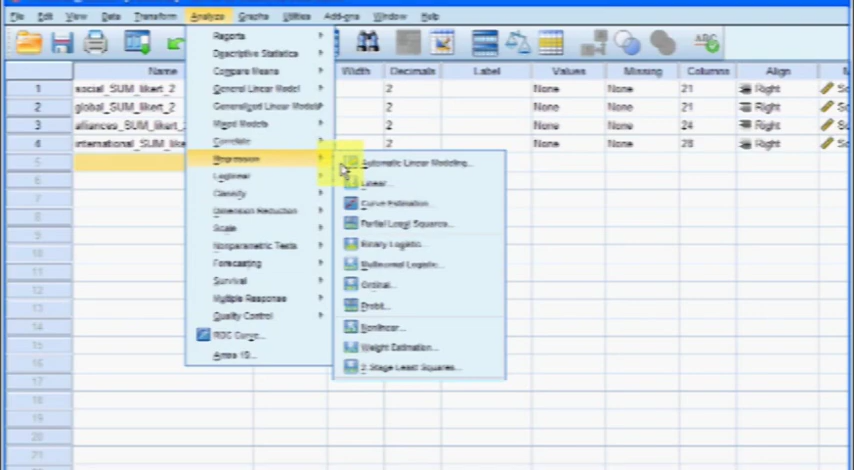 File Edit View Data Transform Analyze Graphs Utilities Add-ons Window Help
Name Width Decimals Label Values Missing Columns Align
1 social_SUM_likert_2 2 None None 21 Right
2 global_SUM_likert_2 2 None None 21 Right
3 alliances_SUM_likert_ 2 None None 24 Right
4 international_SUM_like 2 None None 28 Right
5
6
7
8
9
10
11
12
13
14
15
16
17
18
19
20
21
Reports
Descriptive Statistics
Compare Means
General Linear Model
Generalized Linear Models
Mixed Models
Correlate
Regression
Loglinear
Classify
Dimension Reduction
Scale
Nonparametric Tests
Forecasting
Survival
Multiple Response
Quality Control
ROC Curve...
Amos 19...
Automatic Linear Modeling...
Linear...
Curve Estimation...
Partial Least Squares...
Binary Logistic...
Multinomial Logistic...
Ordinal...
Probit...
Nonlinear...
Weight Estimation...
2-Stage Least Squares...